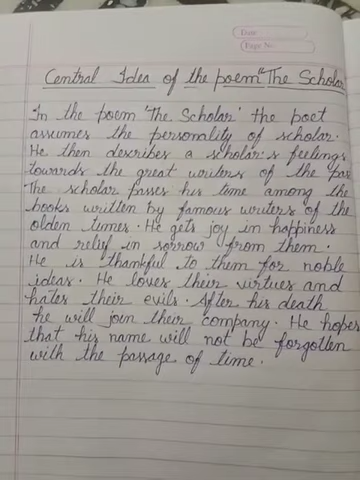 Date
Page No.
Central Idea of the poem "The Scholar
In the poem 'The Scholar' the poet
assumes the personality of scholar.
He then describes a scholar's feelings
towards the great writers of the pas
The scholar passes his time among the
books written by famous writers of the
olden times. He gets joy in happiness
and relief in sorrow from them.
He is thankful to them for noble
ideas. He loves their virtues and
hates their evils. After his death
he will join their company. He hopes
that his name will not be forgotten
with the passage of time.